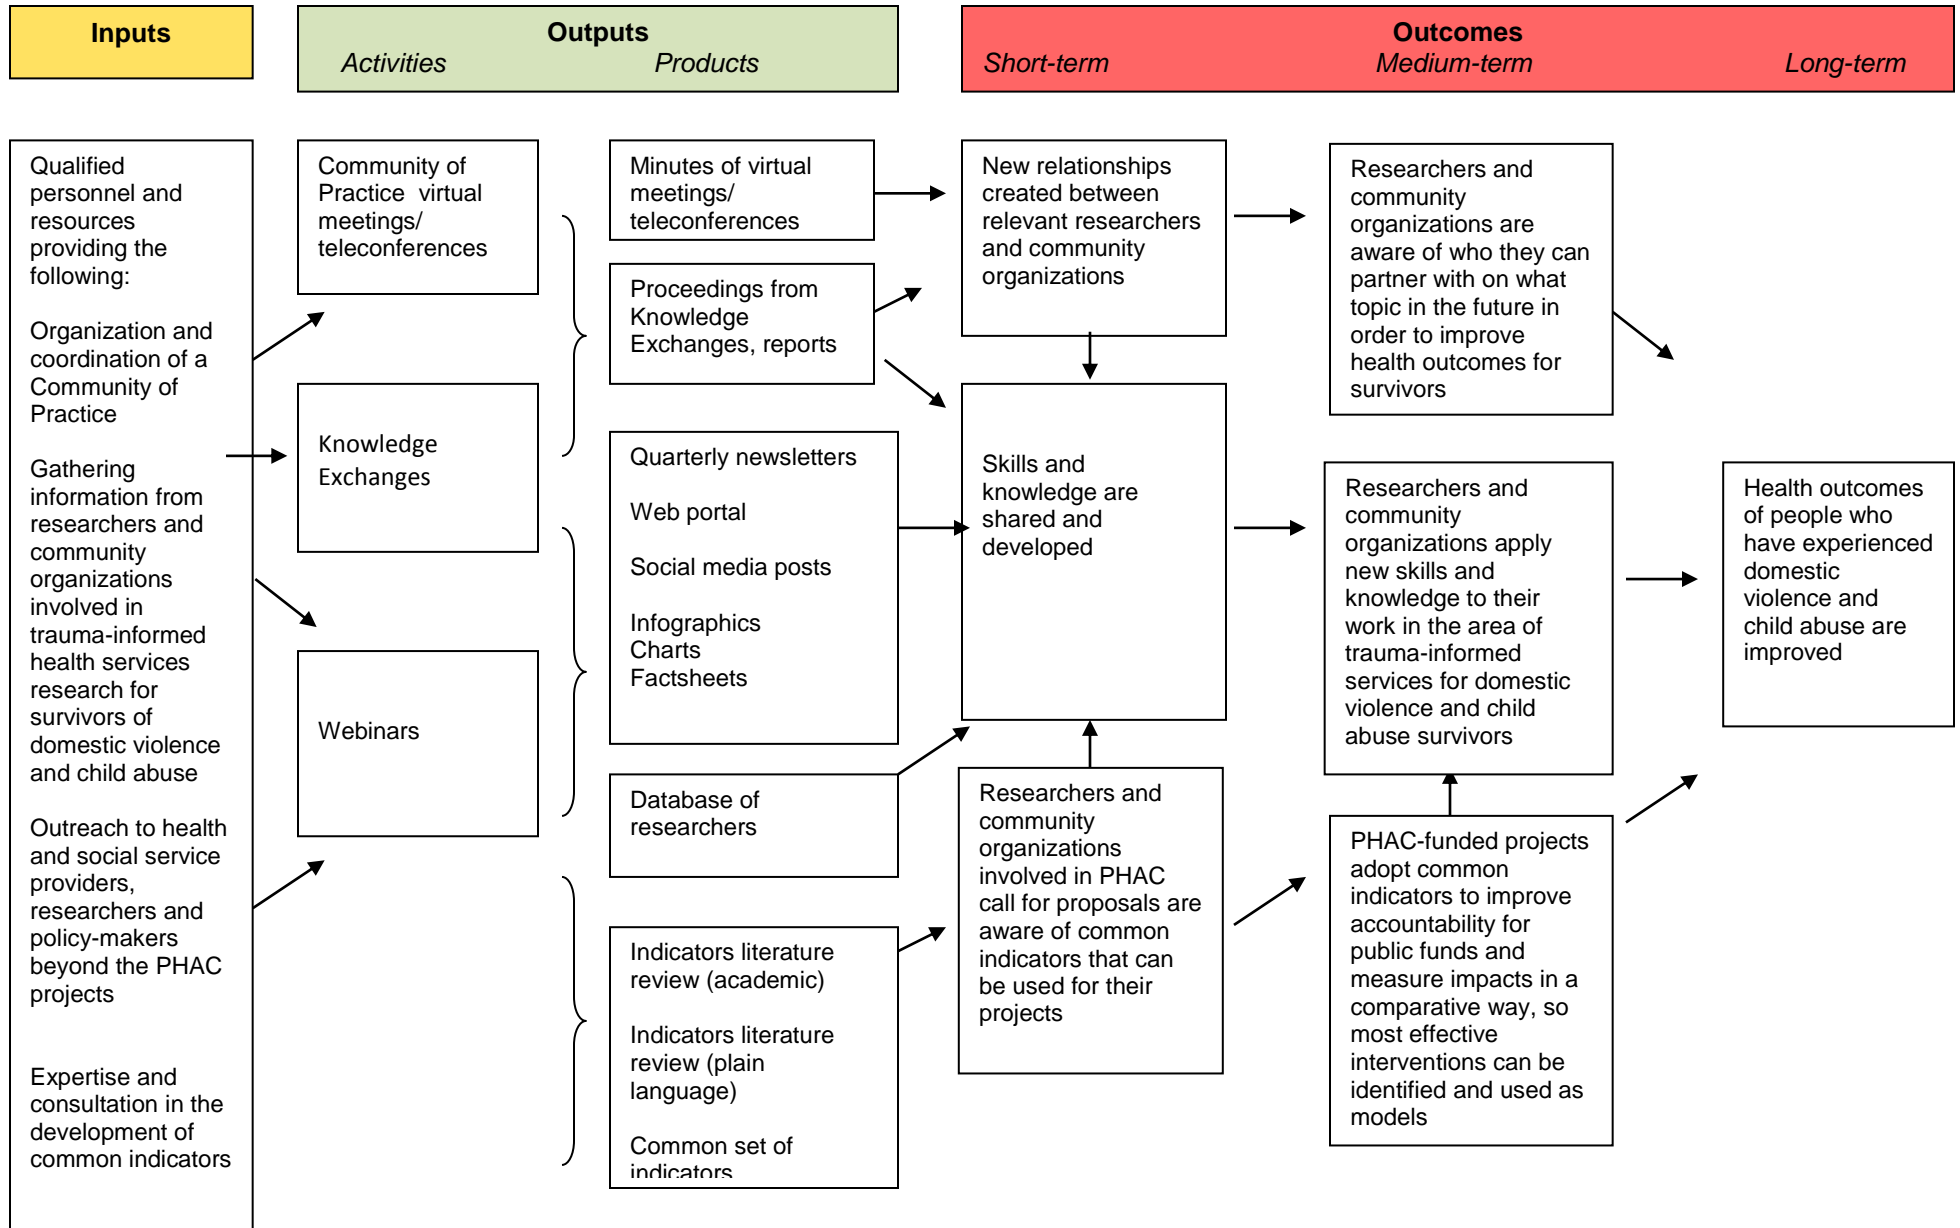 Inputs
Outputs
Activities
Products
Outcomes
Short-term
Medium-term
Long-term
Qualified
personnel and
resources
providing the
following:
Organization and
coordination of a
Community of
Practice
Gathering
information from
researchers and
community
organizations
involved in
trauma-informed
health services
research for
survivors of
domestic violence
and child abuse
Outreach to health
and social service
providers,
researchers and
policy-makers
beyond the PHAC
projects
Expertise and
consultation in the
development of
common indicators
Community of
Practice virtual
meetings/
teleconferences
Knowledge
Exchanges
Webinars
Minutes of virtual
meetings/
teleconferences
Proceedings from
Knowledge
Exchanges, reports
Quarterly newsletters
Web portal
Social media posts
Infographics
Charts
Factsheets
Database of
researchers
Indicators literature
review (academic)
Indicators literature
review (plain
language)
Common set of
indicators
New relationships
created between
relevant researchers
and community
organizations
Skills and
knowledge are
shared and
developed
Researchers and
community
organizations
involved in PHAC
call for proposals are
aware of common
indicators that can
be used for their
projects
Researchers and
community
organizations are
aware of who they can
partner with on what
topic in the future in
order to improve
health outcomes for
survivors
Researchers and
community
organizations apply
new skills and
knowledge to their
work in the area of
trauma-informed
services for domestic
violence and child
abuse survivors
PHAC-funded projects
adopt common
indicators to improve
accountability for
public funds and
measure impacts in a
comparative way, so
most effective
interventions can be
identified and used as
models
Health outcomes
of people who
have experienced
domestic
violence and
child abuse are
improved